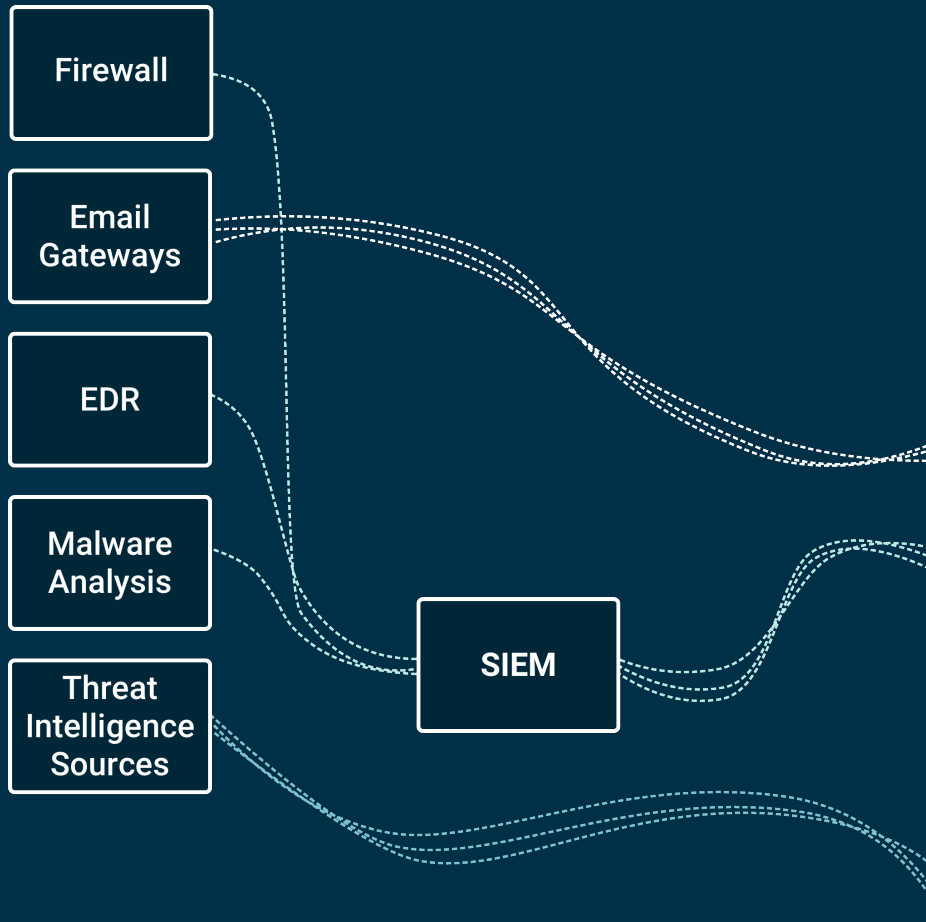 Firewall
Email
Gateways
EDR
Malware
Analysis
SIEM
Threat
Intelligence
Sources